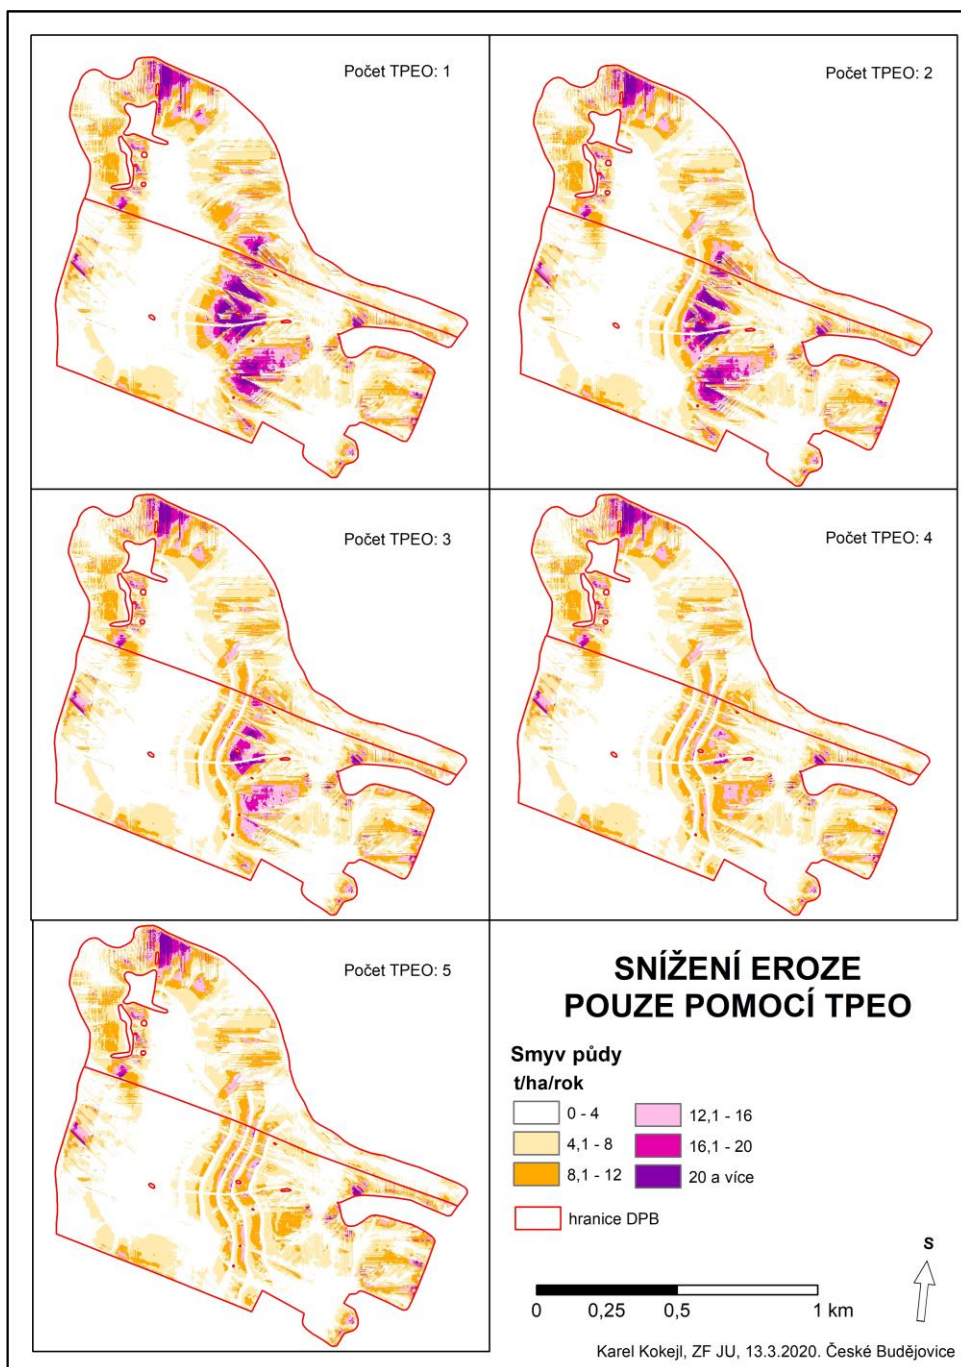 Počet TPEO: 1
Počet TPEO: 2
Počet TPEO: 3
Počet TPEO: 4
Počet TPEO: 5
SNÍŽENÍ EROZE
POUZE POMOCÍ TPEO
Smyv půdy
t/ha/rok
0 - 4
4,1 - 8
8,1 - 12
12,1 - 16
16,1 - 20
20 a více
hranice DPB
S
0 0,25 0,5 1 km
Karel Kokejl, ZF JU, 13.3.2020. České Budějovice